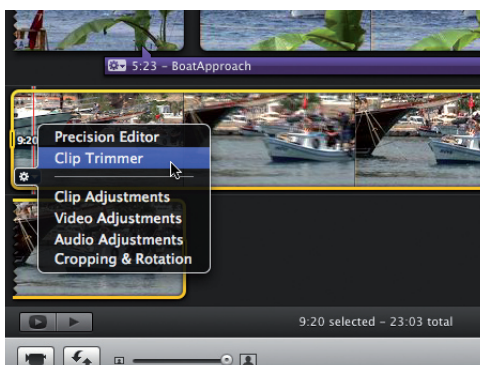 5:23 – BoatApproach
9:20
Precision Editor
Clip Trimmer
Clip Adjustments
Video Adjustments
Audio Adjustments
Cropping & Rotation
9:20 selected – 23:03 total